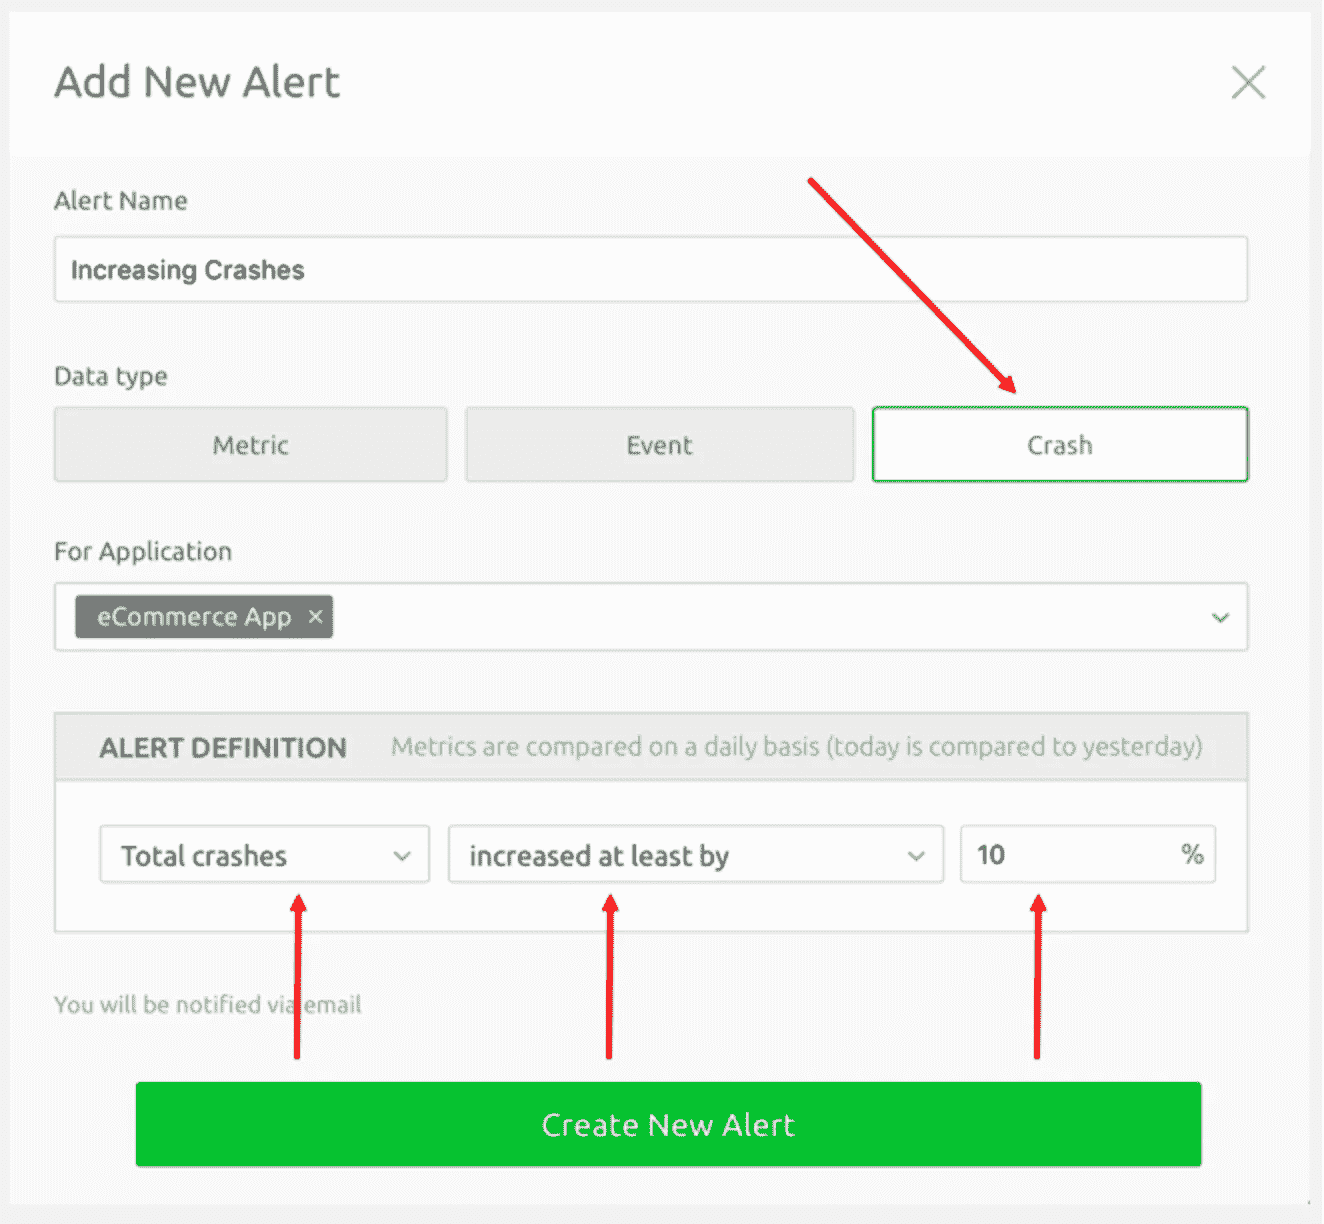 Add New Alert
Alert Name
Increasing Crashes
Data type
Metric Event Crash
For Application
eCommerce App ×
ALERT DEFINITION Metrics are compared on a daily basis (today is compared to yesterday)
Total crashes increased at least by 10 %
You will be notified via email
Create New Alert